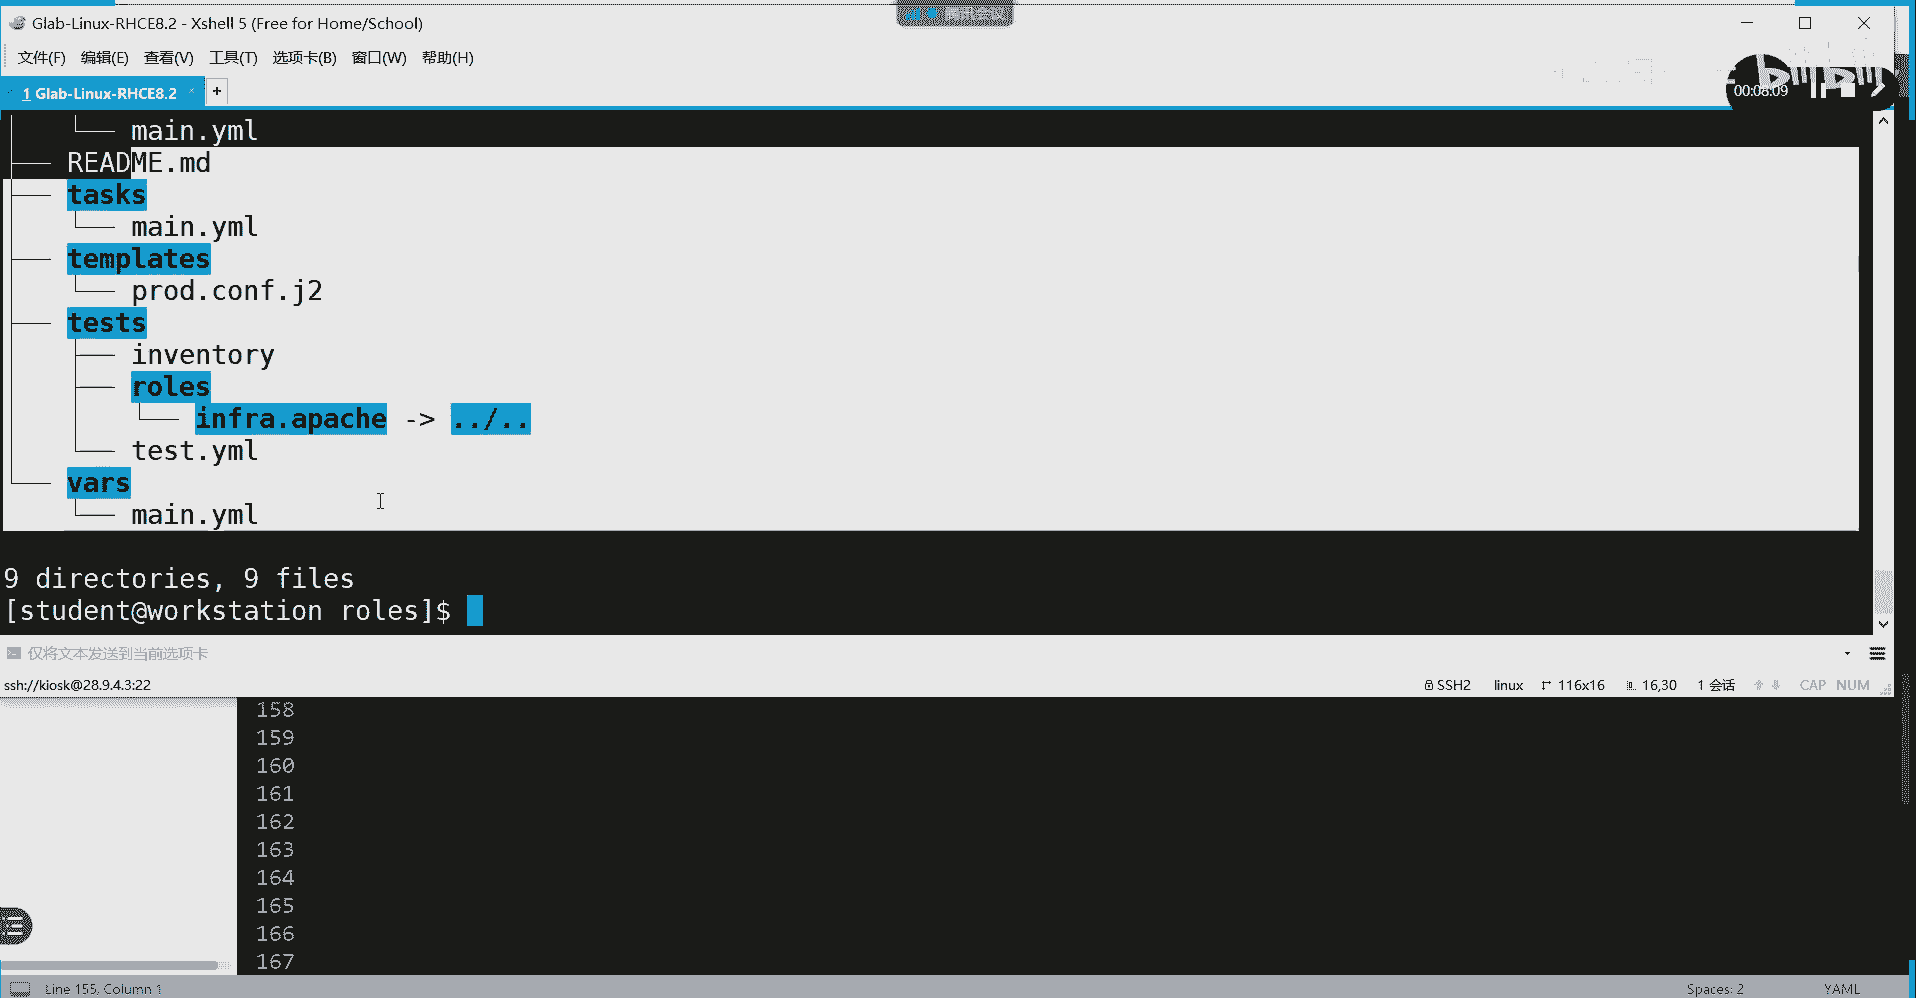 Glab-Linux-RHCE8.2 - Xshell 5 (Free for Home/School)
文件(F) 编辑(E) 查看(V) 工具(T) 选项卡(B) 窗口(W) 帮助(H)
1 Glab-Linux-RHCE8.2 +
00:08:09
└── main.yml
├── README.md
├── tasks
│   └── main.yml
├── templates
│   └── prod.conf.j2
├── tests
│   ├── inventory
│   ├── roles
│   │   └── infra.apache -> ../..
│   └── test.yml
└── vars
    └── main.yml
9 directories, 9 files
[student@workstation roles]$
仅将文本发送到当前选项卡
ssh://kiosk@28.9.4.3:22 SSH2 linux 116x16 16,30 1 会话 CAP NUM
158
159
160
161
162
163
164
165
166
167
Line 155, Column 1 Spaces: 2 YAML